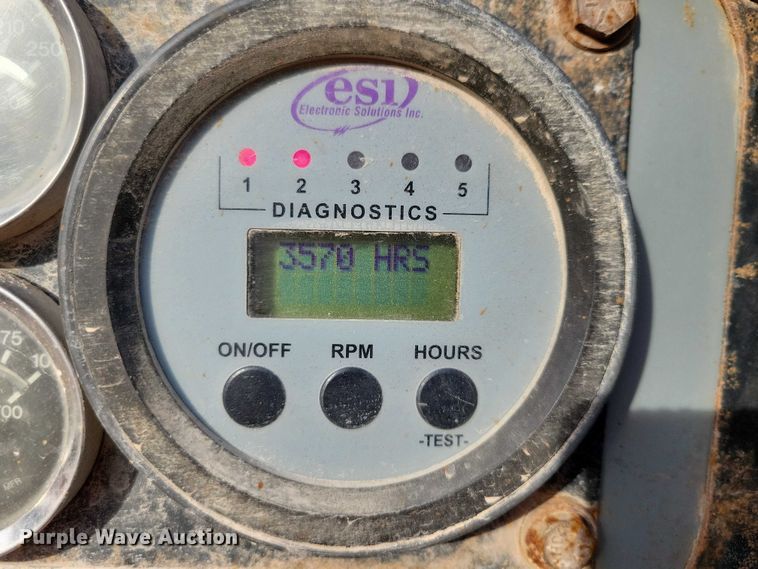 esi
Electronic Solutions Inc.
1 2 3 4 5
DIAGNOSTICS
3570 HRS
ON/OFF RPM HOURS
-TEST-
250
75
700
Purple Wave Auction